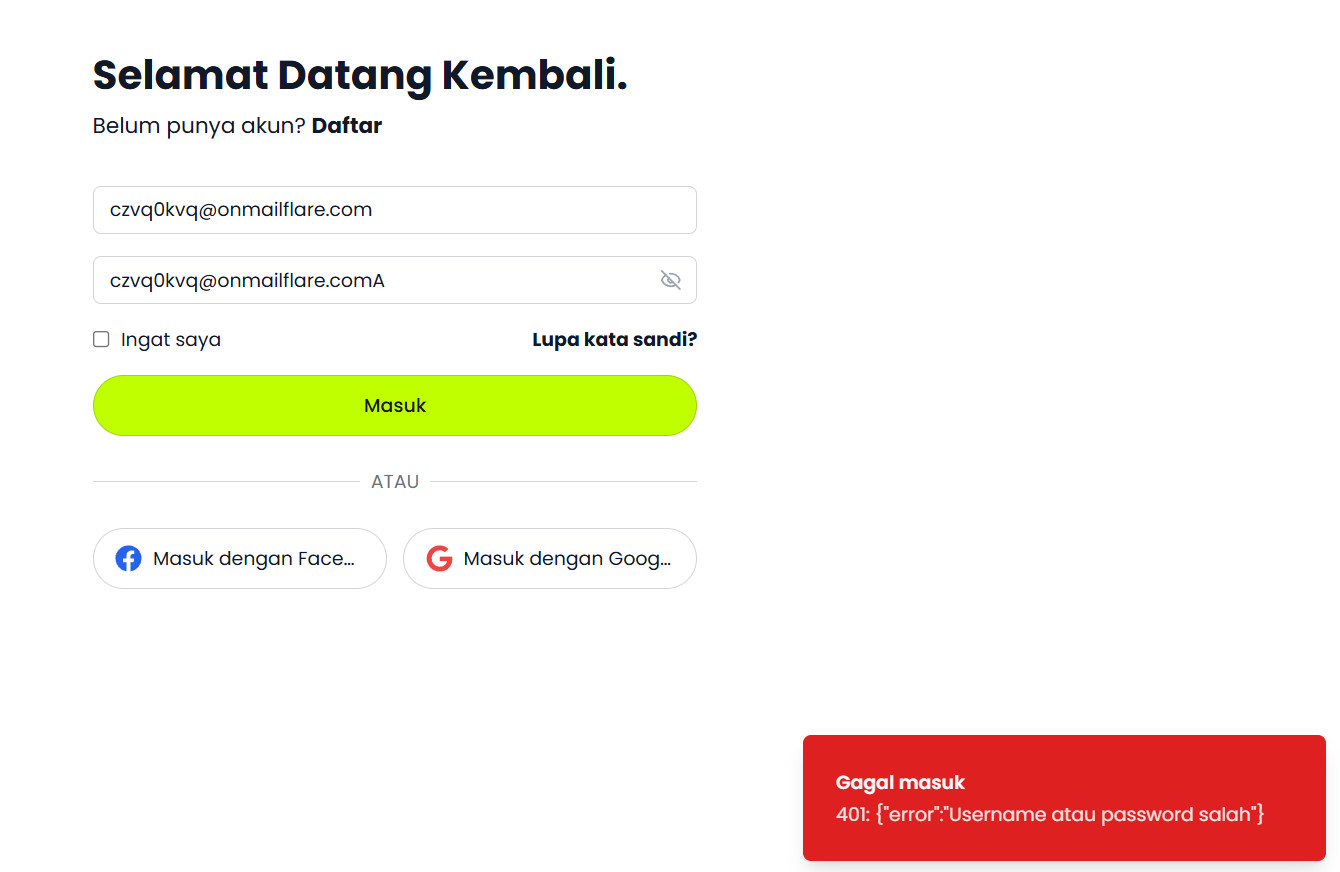 Selamat Datang Kembali.
Belum punya akun? Daftar
czvq0kvq@onmailflare.com
czvq0kvq@onmailflare.comA
Ingat saya
Lupa kata sandi?
Masuk
ATAU
Masuk dengan Face...
Masuk dengan Goog...
Gagal masuk
401: {"error":"Username atau password salah"}